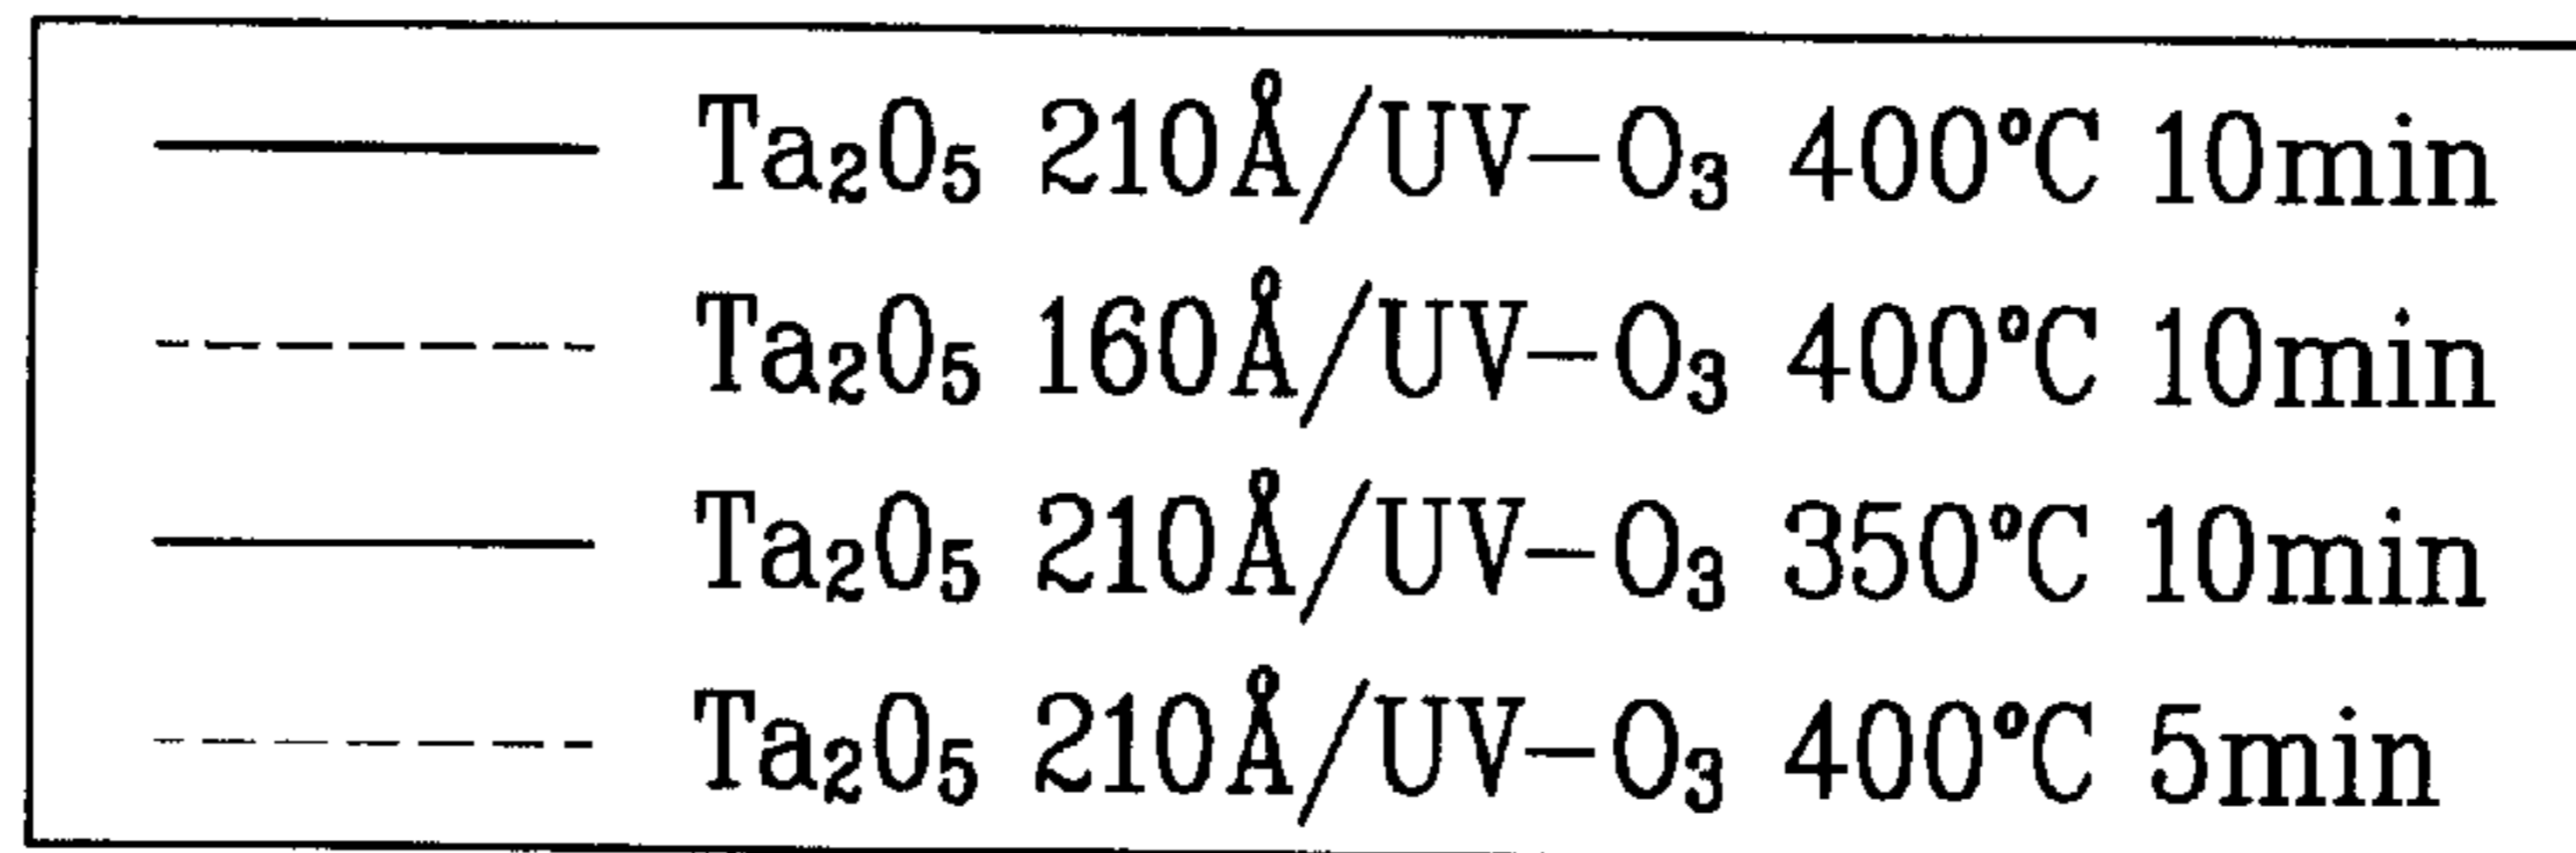 Ta₂O₅ 210Å/UV-O₃ 400°C 10min
Ta₂O₅ 160Å/UV-O₃ 400°C 10min
Ta₂O₅ 210Å/UV-O₃ 350°C 10min
Ta₂O₅ 210Å/UV-O₃ 400°C 5min